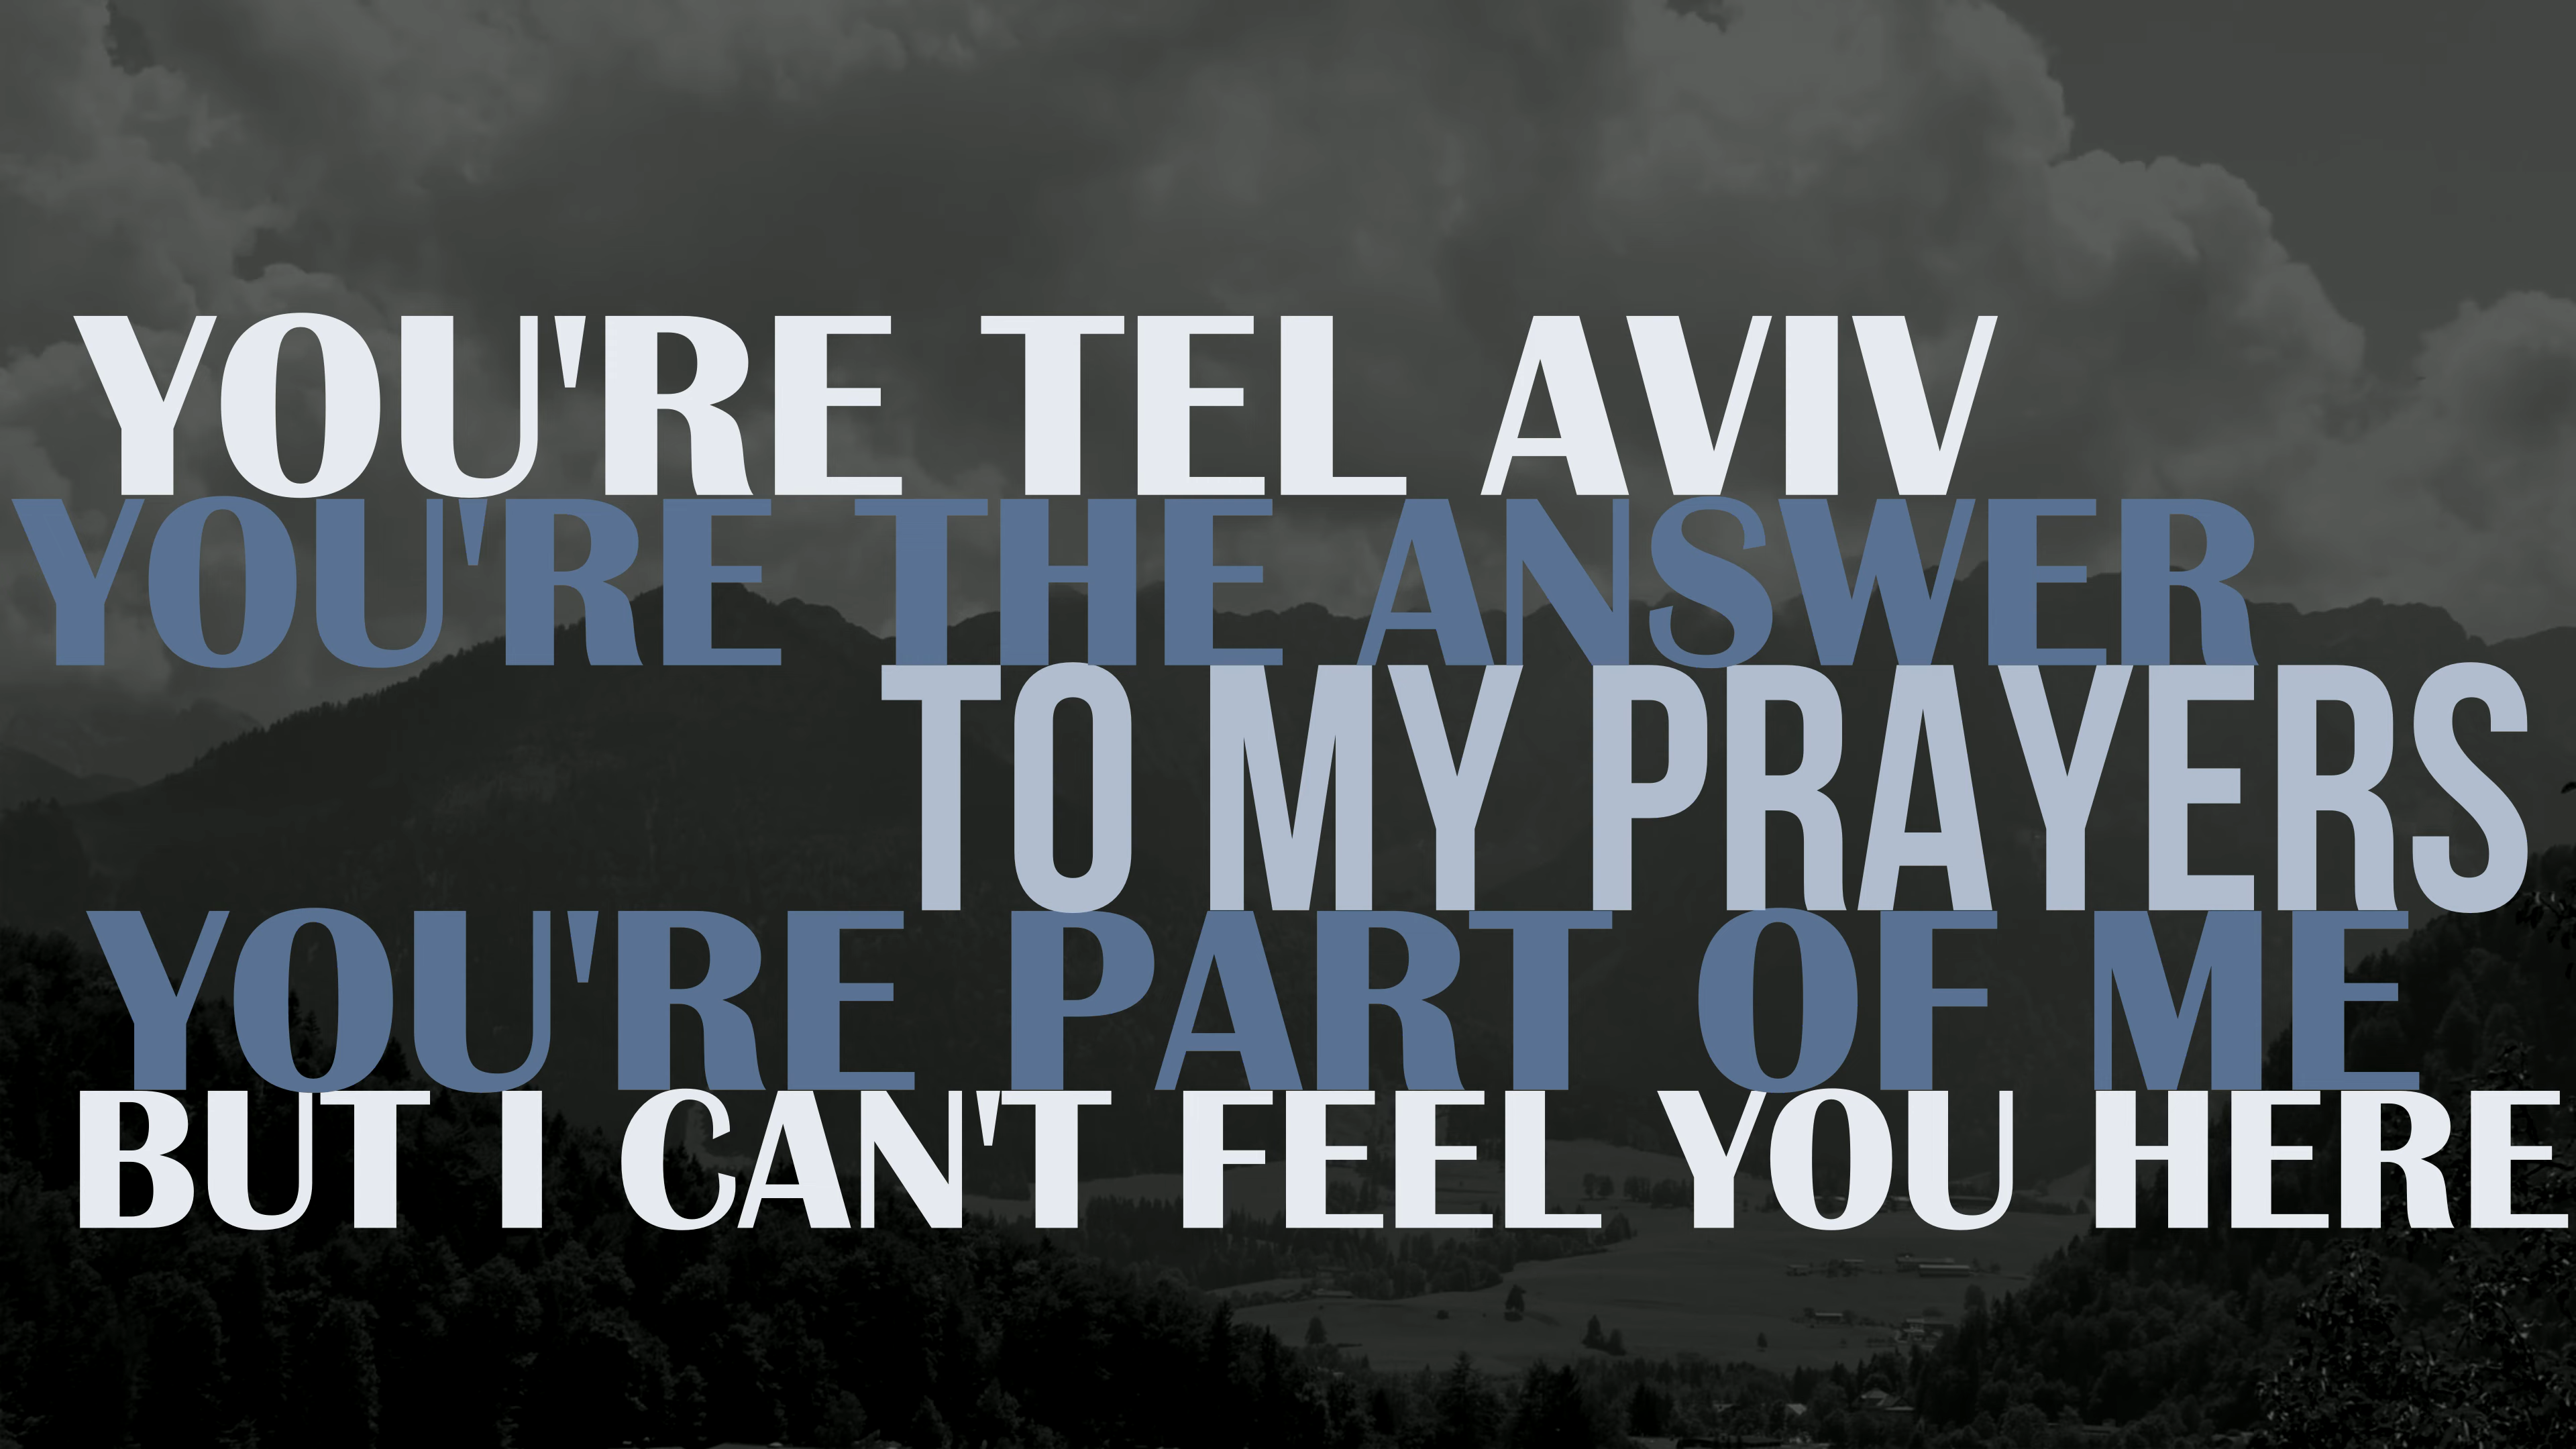 YOU'RE TEL AVIV
YOU'RE THE ANSWER
TO MY PRAYERS
YOU'RE PART OF ME
BUT I CAN'T FEEL YOU HERE